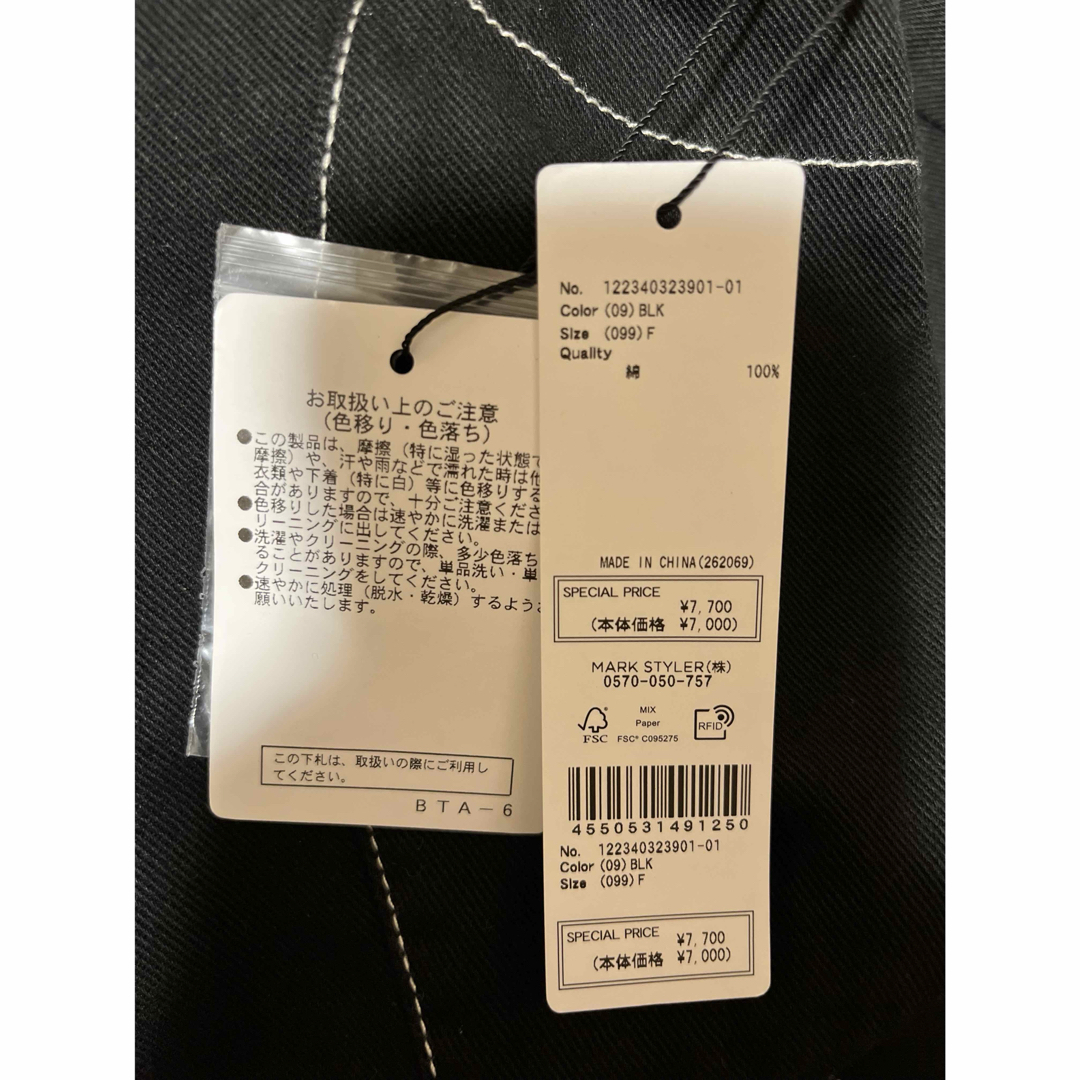 お取扱い上のご注意
（色移り・色落ち）
●この製品は、摩擦（特に湿った状態で
摩擦）や、汗や雨などで濡れた時は他
衣類や下着（特に白）等に色移りする
合がありますので、十分ご注意くださ
●色移りした場合は速やかに洗濯または
リーニングに出してください。
●洗濯やクリーニングの際、多少色落ち
ることがありますので、単品洗い・単
クリーニングをしてください。
●速やかに処理（脱水・乾燥）するようお
願いいたします。
この下札は、取扱いの際にご利用し
てください。
BTA－6
No. 122340323901-01
Color (09) BLK
Size (099) F
Quality
綿 100%
MADE IN CHINA(262069)
SPECIAL PRICE
¥7,700
(本体価格 ¥7,000)
MARK STYLER(株)
0570-050-757
FSC
MIX
Paper
FSC® C095275
RFID
4550531491250
No. 122340323901-01
Color (09) BLK
Size (099) F
SPECIAL PRICE
¥7,700
(本体価格 ¥7,000)